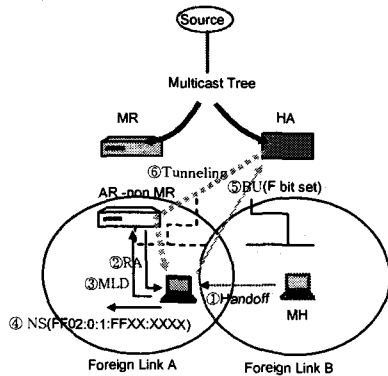 Source
Multicast Tree
MR
HA
⑥Tunneling
⑤BU(F bit set)
AR -non MR
②RA
③MLD
①Handoff
MH
④ NS(FF02:0:1:FFXX:XXXX)
Foreign Link A
Foreign Link B